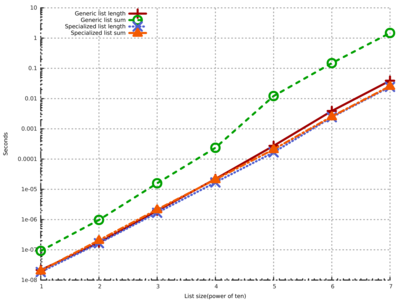 10
Generic list length
Generic list sum
Specialized list length
Specialized list sum
1
0.1
0.01
0.001
0.0001
1e-05
1e-06
1e-07
1e-08
Seconds
1 2 3 4 5 6 7
List size(power of ten)